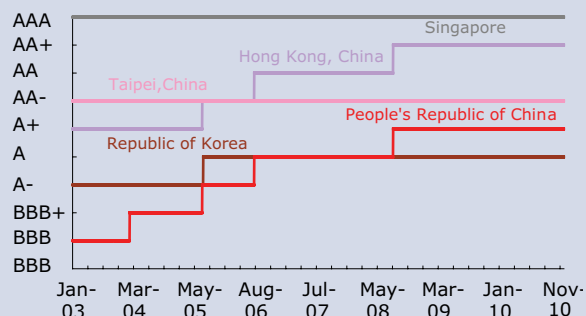 AAA
AA+
AA
AA-
A+
A
A-
BBB+
BBB
BBB
Singapore
Hong Kong, China
Taipei,China
People's Republic of China
Republic of Korea
Jan- Mar- May- Aug- Jul- May- Mar- Jan- Nov-
03 04 05 06 07 08 09 10 10